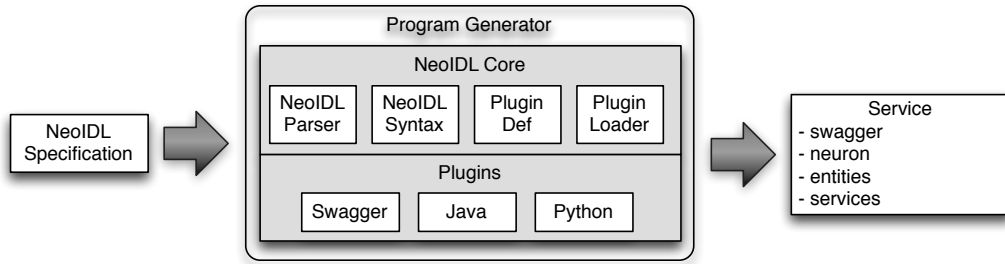 Program Generator
NeoIDL Core
NeoIDL
Parser
NeoIDL
Syntax
Plugin
Def
Plugin
Loader
NeoIDL
Specification
Plugins
Swagger
Java
Python
Service
- swagger
- neuron
- entities
- services